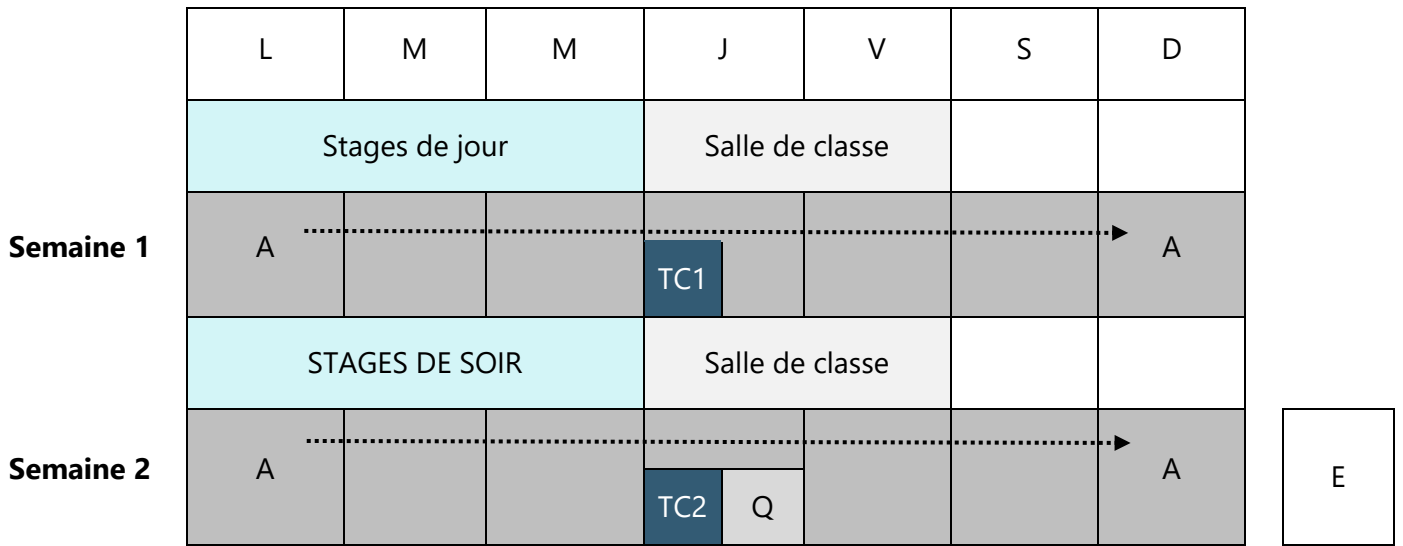 L M M J V S D
Stages de jour Salle de classe
Semaine 1 A A
TC1
STAGES DE SOIR Salle de classe
Semaine 2 A A E
TC2 Q